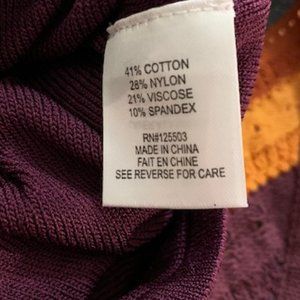 41% COTTON
28% NYLON
21% VISCOSE
10% SPANDEX
RN#125503
MADE IN CHINA
FAIT EN CHINE
SEE REVERSE FOR CARE